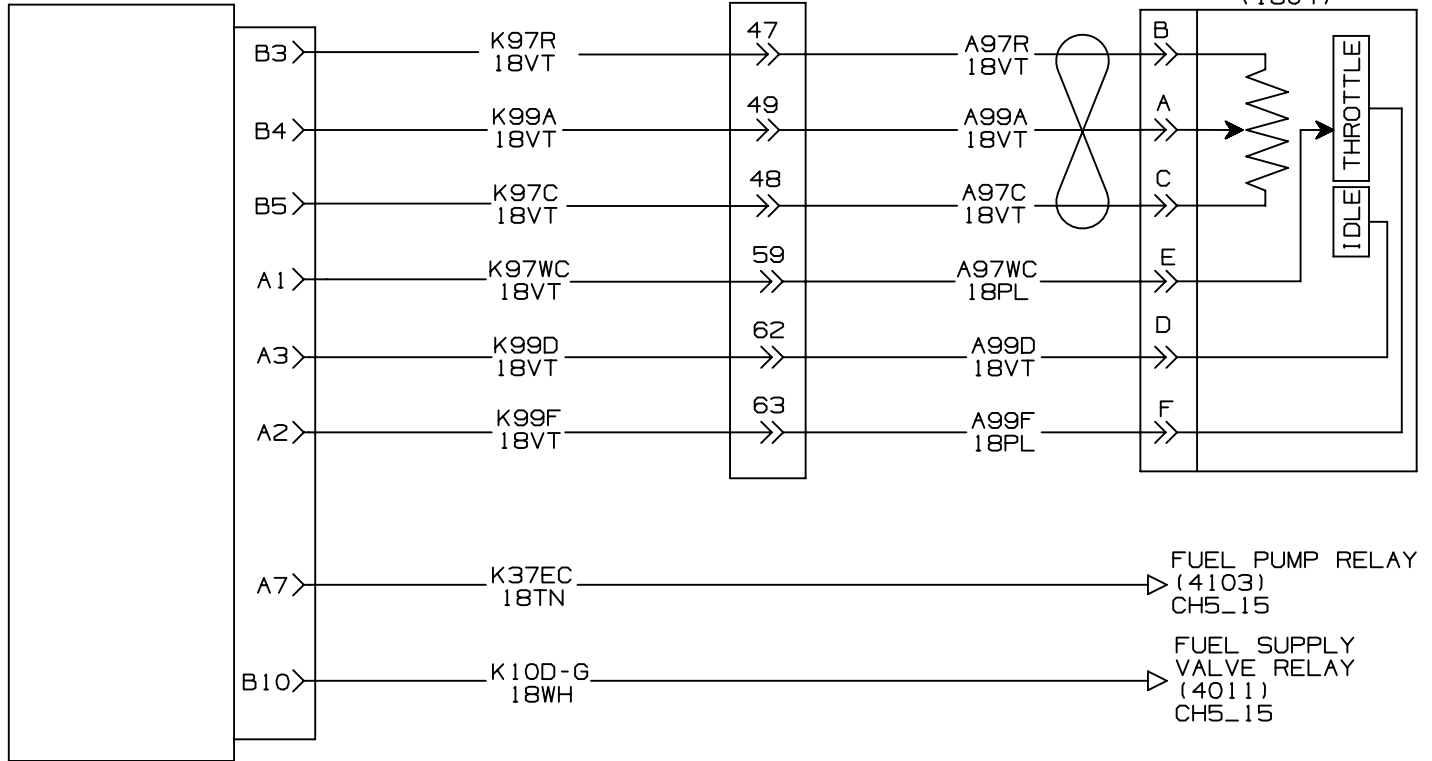 B3
K97R
18VT
47
A97R
18VT
B
B4
K99A
18VT
49
A99A
18VT
A
B5
K97C
18VT
48
A97C
18VT
C
THROTTLE
IDLE
A1
K97WC
18VT
59
A97WC
18PL
E
A3
K99D
18VT
62
A99D
18VT
D
A2
K99F
18VT
63
A99F
18PL
F
A7
K37EC
18TN
FUEL PUMP RELAY
(4103)
CH5_15
B10
K10D-G
18WH
FUEL SUPPLY
VALVE RELAY
(4011)
CH5_15